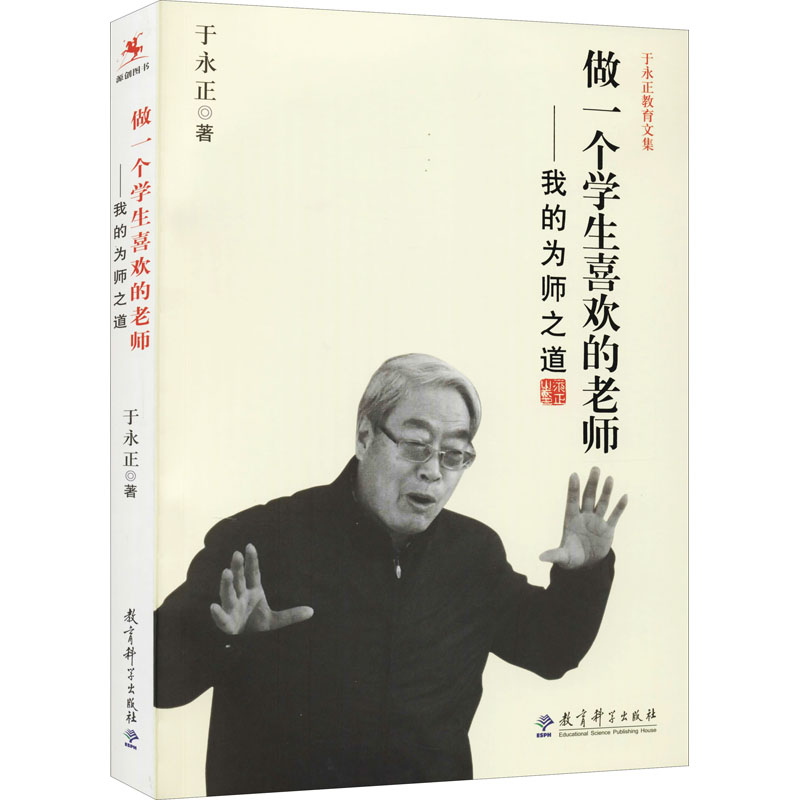 源创图书
做一个学生喜欢的老师
——我的为师之道
于永正◎著
教育科学出版社
ESPH
于永正◎著
于永正教育文集
做一个学生喜欢的老师
——我的为师之道
教育科学出版社
Educational Science Publishing House
ESPH